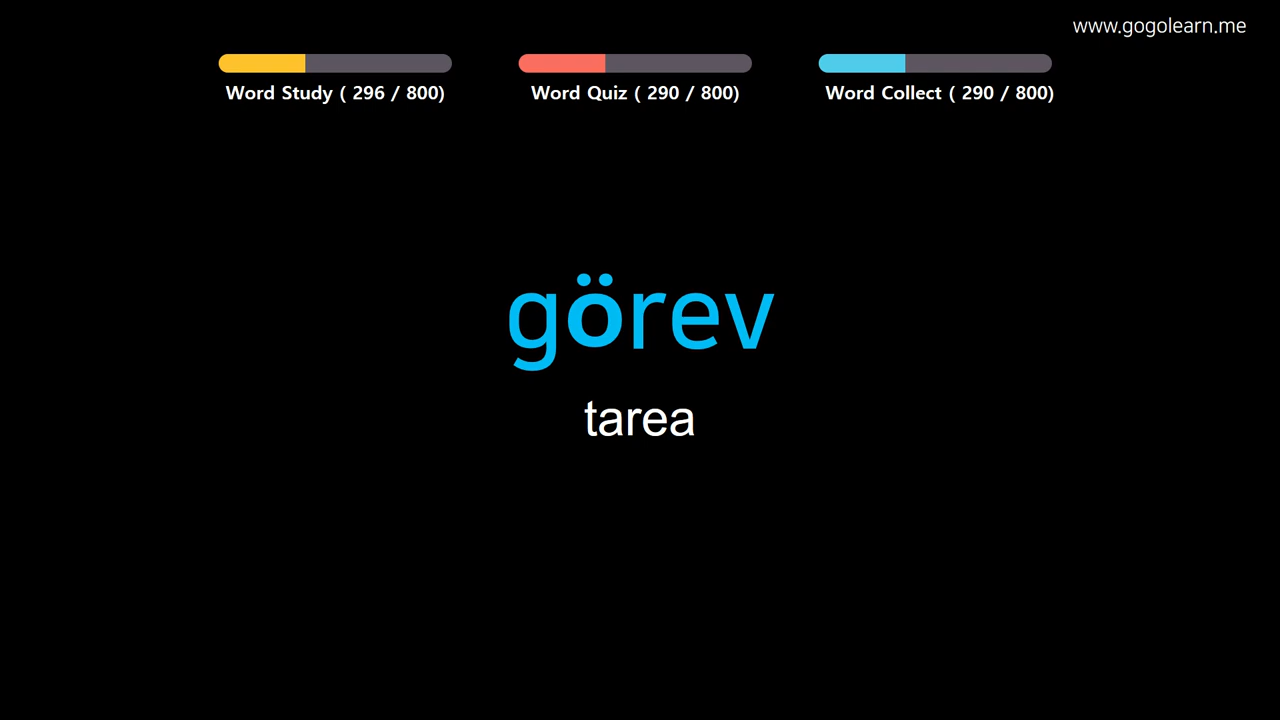 www.gogolearn.me
Word Study ( 296 / 800)
Word Quiz ( 290 / 800)
Word Collect ( 290 / 800)
görev
tarea